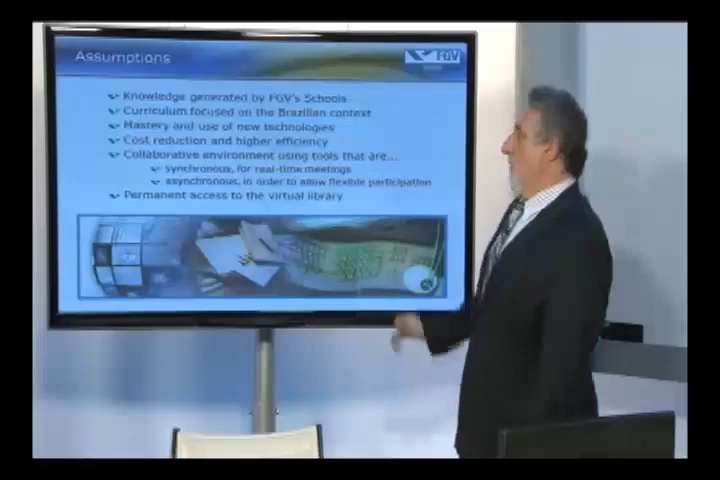 Assumptions
FGV
Knowledge generated by FGV's Schools
Curriculum focused on the Brazilian context
Mastery and use of new technologies
Cost reduction and higher efficiency
Collaborative environment using tools that are...
synchronous, for real-time meetings
asynchronous, in order to allow flexible participation
Permanent access to the virtual library